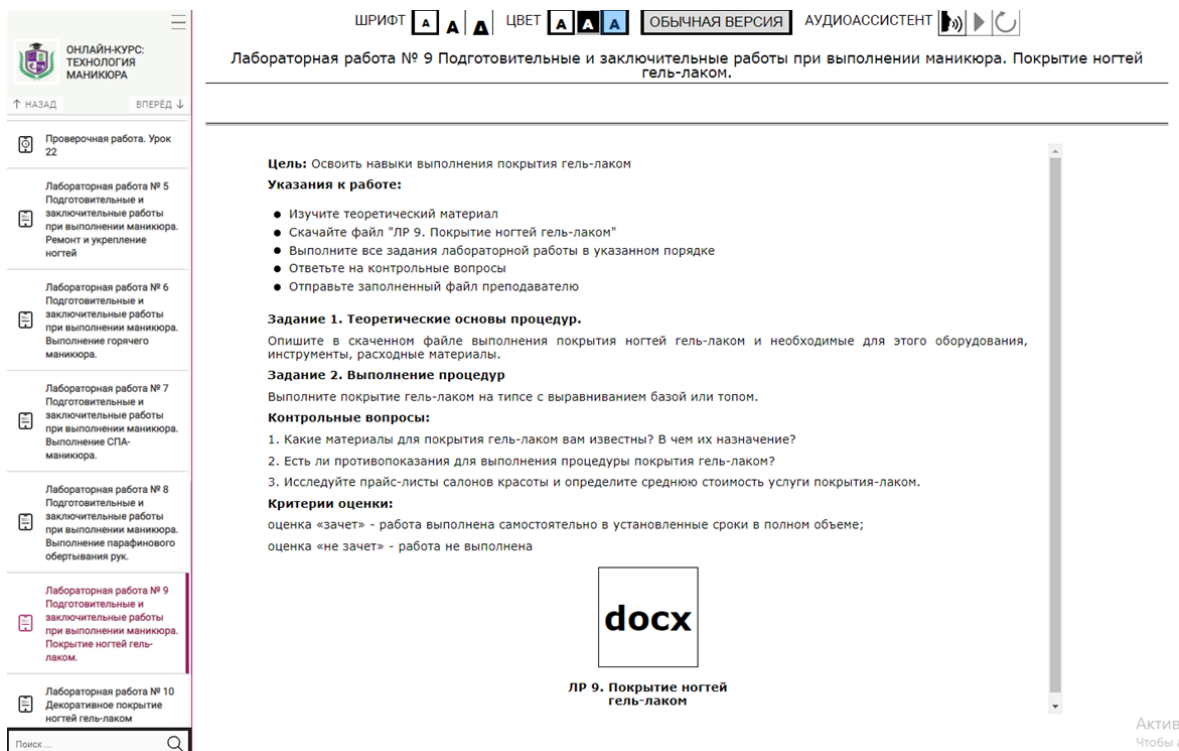 ШРИФТ А А А ЦВЕТ А А А ОБЫЧНАЯ ВЕРСИЯ АУДИОАССИСТЕНТ
ОНЛАЙН-КУРС:
ТЕХНОЛОГИЯ
МАНИКЮРА
↑ НАЗАД ВПЕРЁД ↓
Проверочная работа. Урок
22
Лабораторная работа № 5
Подготовительные и
заключительные работы
при выполнении маникюра.
Ремонт и укрепление
ногтей
Лабораторная работа № 6
Подготовительные и
заключительные работы
при выполнении маникюра.
Выполнение горячего
маникюра.
Лабораторная работа № 7
Подготовительные и
заключительные работы
при выполнении маникюра.
Выполнение СПА-
маникюра.
Лабораторная работа № 8
Подготовительные и
заключительные работы
при выполнении маникюра.
Выполнение парафинового
обертывания рук.
Лабораторная работа № 9
Подготовительные и
заключительные работы
при выполнении маникюра.
Покрытие ногтей гель-
лаком.
Лабораторная работа № 10
Декоративное покрытие
ногтей гель-лаком
Поиск ...
Лабораторная работа № 9 Подготовительные и заключительные работы при выполнении маникюра. Покрытие ногтей
гель-лаком.
Цель: Освоить навыки выполнения покрытия гель-лаком
Указания к работе:
● Изучите теоретический материал
● Скачайте файл "ЛР 9. Покрытие ногтей гель-лаком"
● Выполните все задания лабораторной работы в указанном порядке
● Ответьте на контрольные вопросы
● Отправьте заполненный файл преподавателю
Задание 1. Теоретические основы процедур.
Опишите в скаченном файле выполнения покрытия ногтей гель-лаком и необходимые для этого оборудования,
инструменты, расходные материалы.
Задание 2. Выполнение процедур
Выполните покрытие гель-лаком на типсе с выравниванием базой или топом.
Контрольные вопросы:
1. Какие материалы для покрытия гель-лаком вам известны? В чем их назначение?
2. Есть ли противопоказания для выполнения процедуры покрытия гель-лаком?
3. Исследуйте прайс-листы салонов красоты и определите среднюю стоимость услуги покрытия-лаком.
Критерии оценки:
оценка «зачет» - работа выполнена самостоятельно в установленные сроки в полном объеме;
оценка «не зачет» - работа не выполнена
docx
ЛР 9. Покрытие ногтей
гель-лаком
Актив
Чтобы а